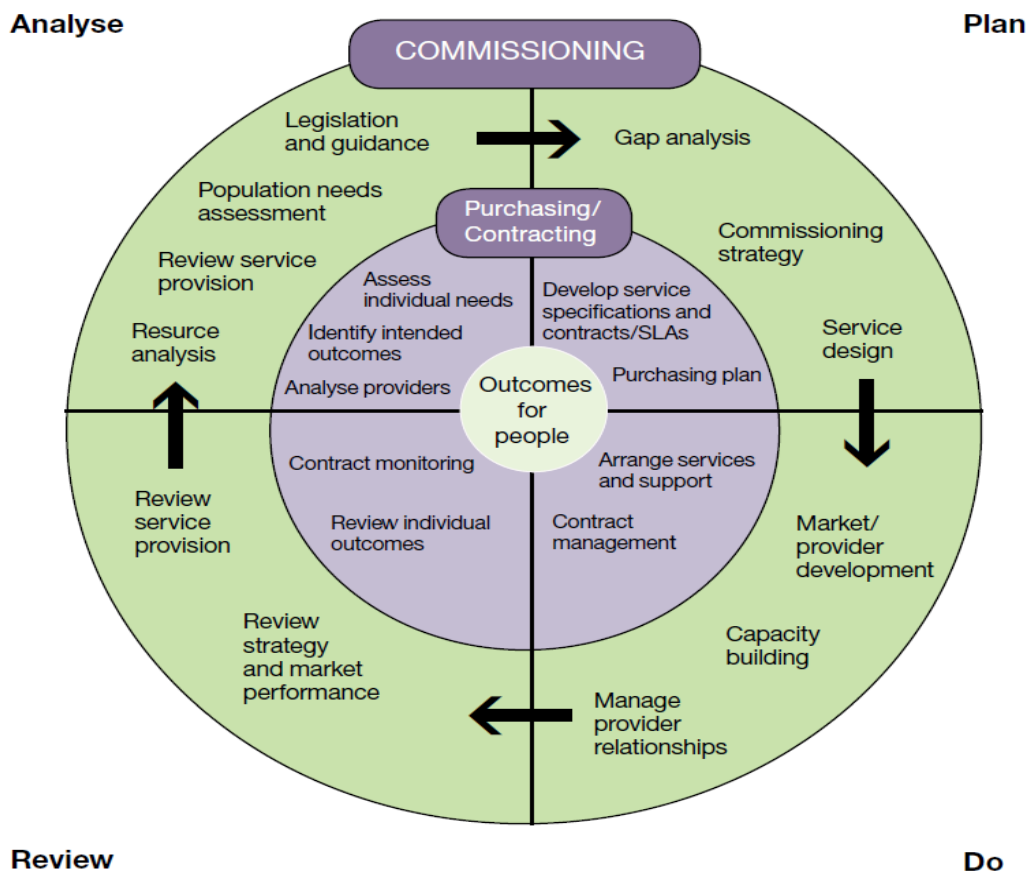 Analyse
Plan
COMMISSIONING
Legislation
and guidance
Population needs
assessment
Review service
provision
Resurce
analysis
Gap analysis
Commissioning
strategy
Service
design
Purchasing/
Contracting
Assess
individual needs
Identify intended
outcomes
Analyse providers
Develop service
specifications and
contracts/SLAs
Purchasing plan
Outcomes
for
people
Contract monitoring
Review individual
outcomes
Arrange services
and support
Contract
management
Review
service
provision
Review
strategy
and market
performance
Market/
provider
development
Capacity
building
Manage
provider
relationships
Review
Do